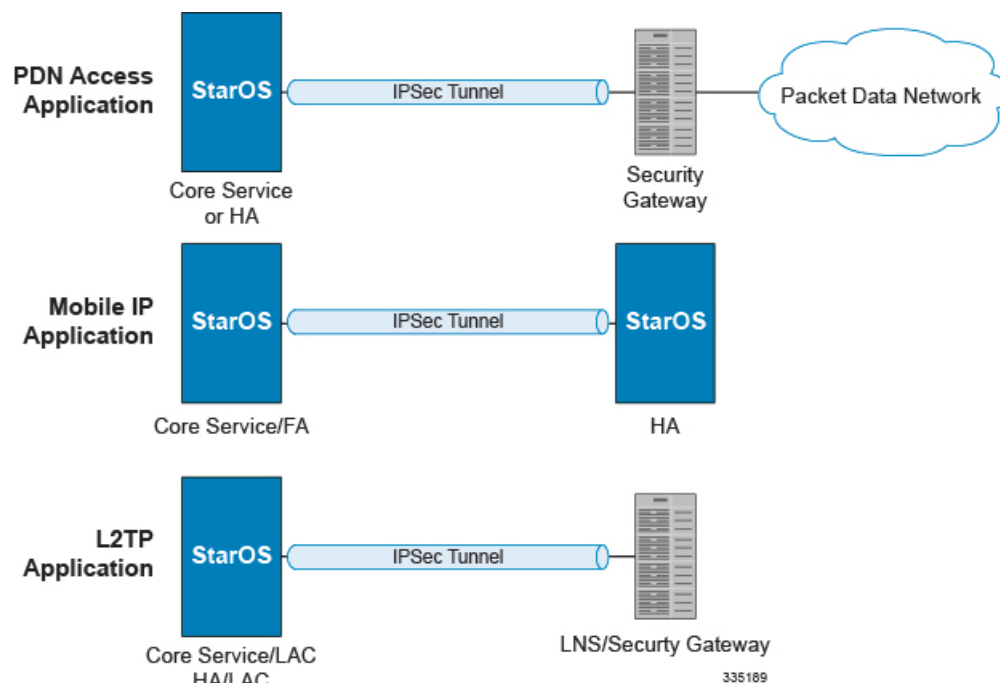 PDN Access
Application
StarOS
IPSec Tunnel
Packet Data Network
Core Service
or HA
Security
Gateway
Mobile IP
Application
StarOS
IPSec Tunnel
StarOS
Core Service/FA
HA
L2TP
Application
StarOS
IPSec Tunnel
Core Service/LAC
HA/LAC
LNS/Securty Gateway
335189